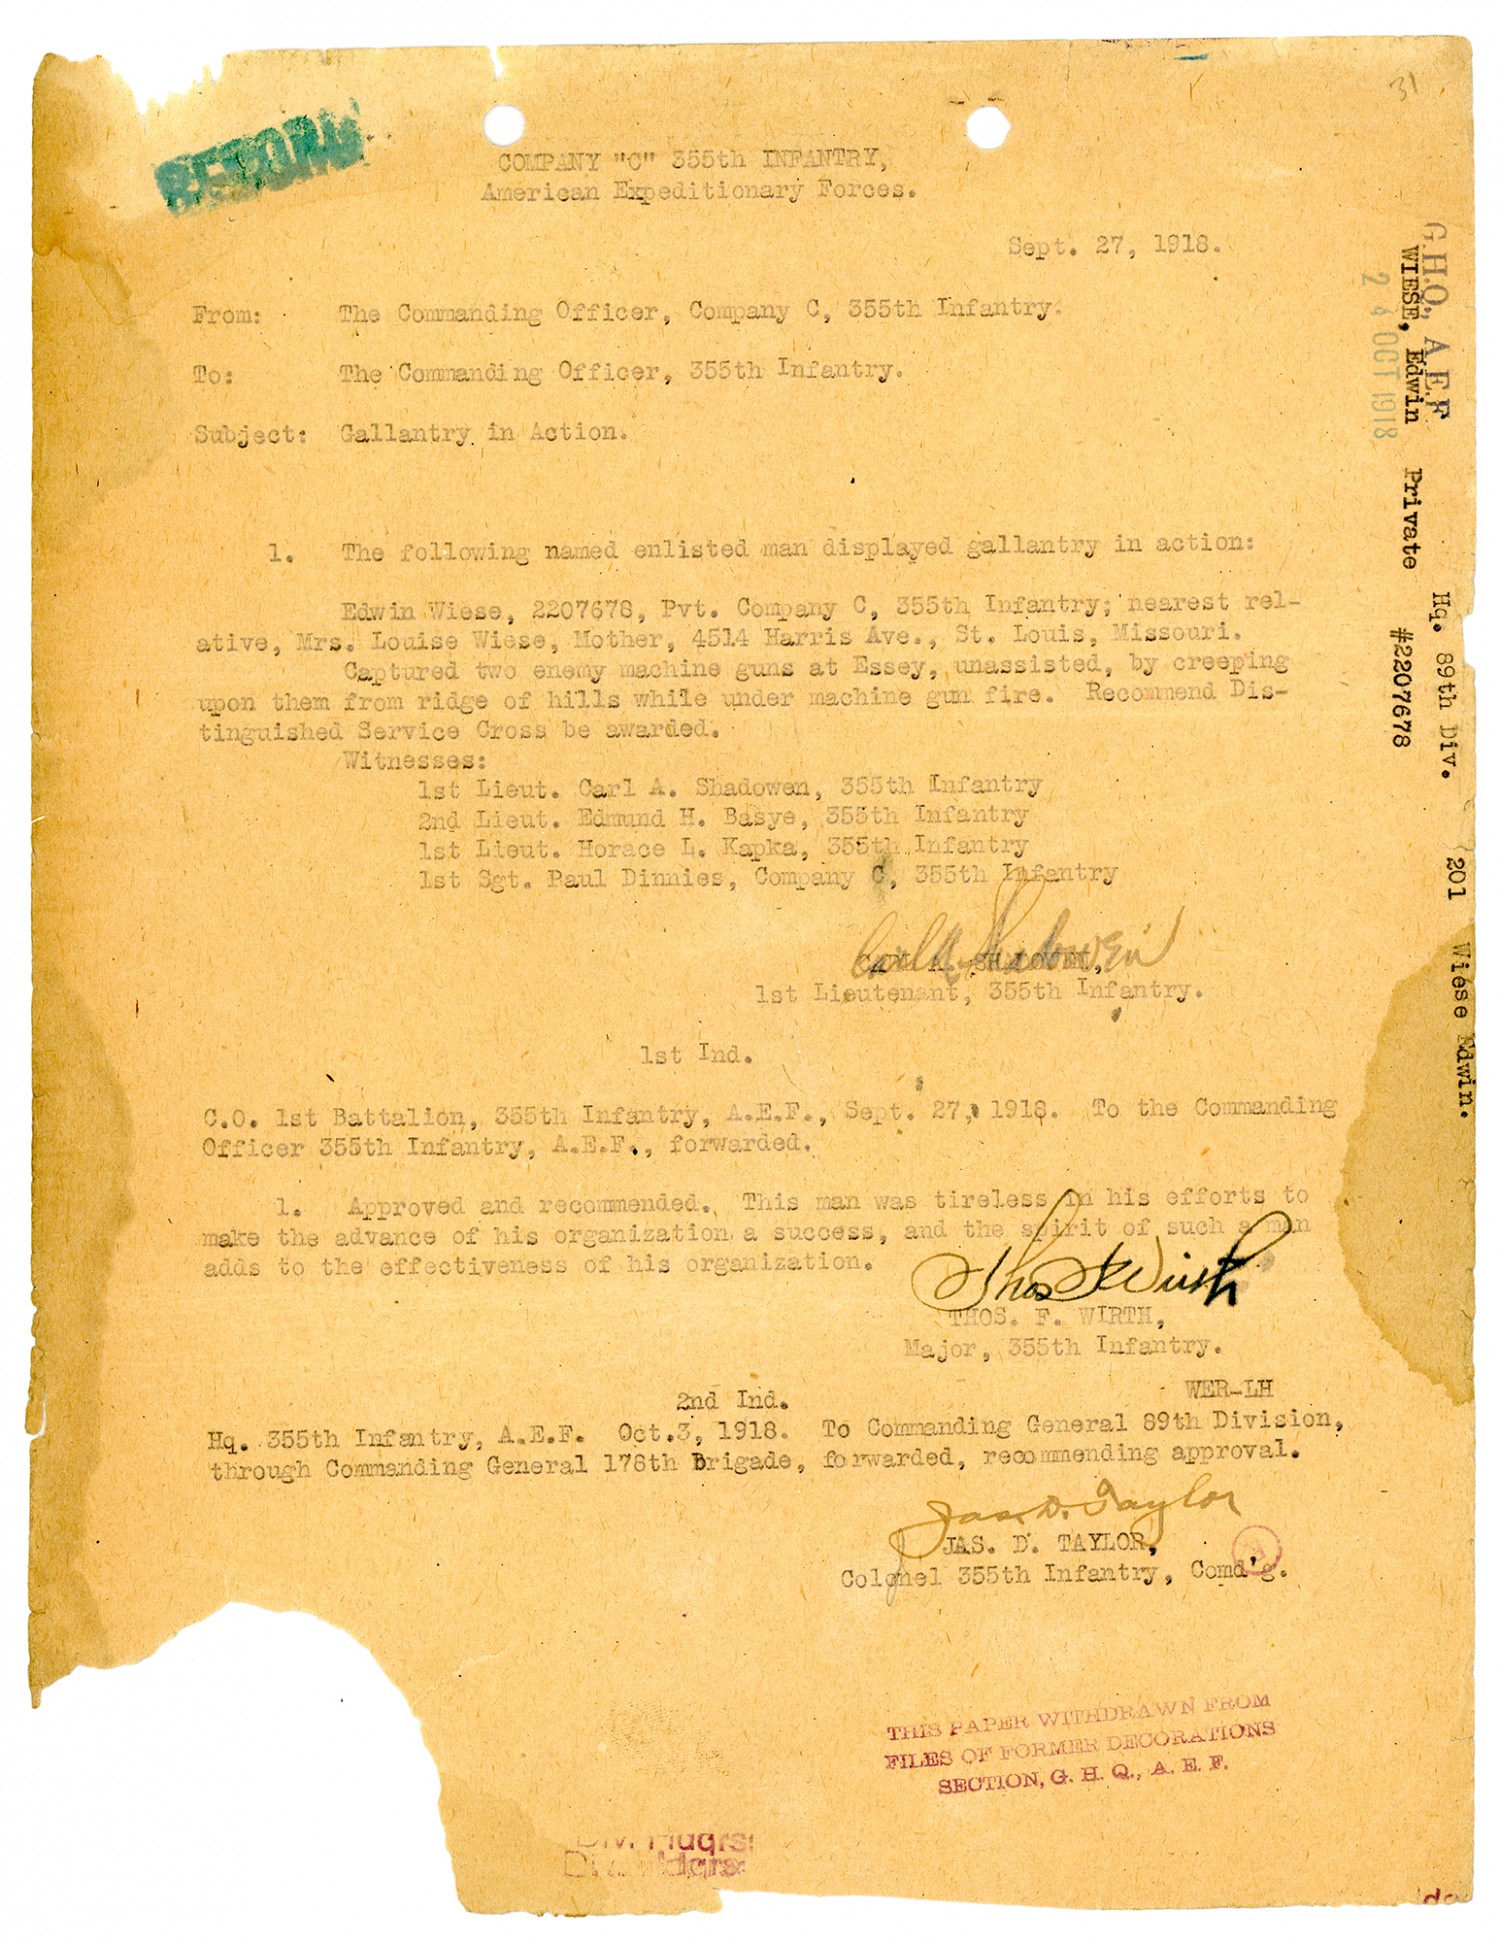 31
COMPANY "C" 355th INFANTRY,
American Expeditionary Forces.
Sept. 27, 1918.
From: The Commanding Officer, Company C, 355th Infantry.
To: The Commanding Officer, 355th Infantry.
Subject: Gallantry in Action.
1. The following named enlisted man displayed gallantry in action:
Edwin Wiese, 2207678, Pvt. Company C, 355th Infantry; nearest rel-
ative, Mrs. Louise Wiese, Mother, 4514 Harris Ave., St. Louis, Missouri.
Captured two enemy machine guns at Essey, unassisted, by creeping
upon them from ridge of hills while under machine gun fire. Recommend Dis-
tinguished Service Cross be awarded.
Witnesses:
1st Lieut. Carl A. Shadowen, 355th Infantry
2nd Lieut. Edmund H. Basye, 355th Infantry
1st Lieut. Horace L. Kapka, 355th Infantry
1st Sgt. Paul Dinnies, Company C, 355th Infantry
Carl A. Shadowen
CARL A. SHADOWEN,
1st Lieutenant, 355th Infantry.
1st Ind.
C.O. 1st Battalion, 355th Infantry, A.E.F., Sept. 27, 1918. To the Commanding
Officer 355th Infantry, A.E.F., forwarded.
1. Approved and recommended. This man was tireless in his efforts to
make the advance of his organization a success, and the spirit of such a man
adds to the effectiveness of his organization.
Thos F Wirth
THOS. F. WIRTH,
Major, 355th Infantry.
2nd Ind. WER-LH
Hq. 355th Infantry, A.E.F. Oct.3, 1918. To Commanding General 89th Division,
through Commanding General 178th Brigade, forwarded, recommending approval.
Jas. D. Taylor
JAS. D. TAYLOR,
Colonel 355th Infantry, Comd'g.
THIS PAPER WITHDRAWN FROM
FILES OF FORMER DECORATIONS
SECTION, G. H. Q., A. E. F.
Div. Hdqrs.
Div. Hdqrs.
G.H.Q., A.E.F.
WIESE, Edwin Private #2207678
24 OCT 1918
Hq. 89th Div. 201 Wiese Edwin.